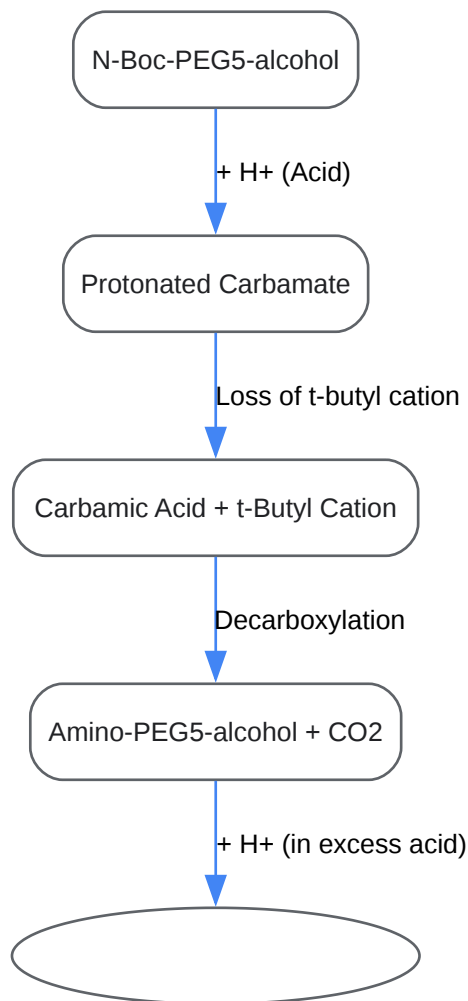 N-Boc-PEG5-alcohol
+ H+ (Acid)
Protonated Carbamate
Loss of t-butyl cation
Carbamic Acid + t-Butyl Cation
Decarboxylation
Amino-PEG5-alcohol + CO2
+ H+ (in excess acid)